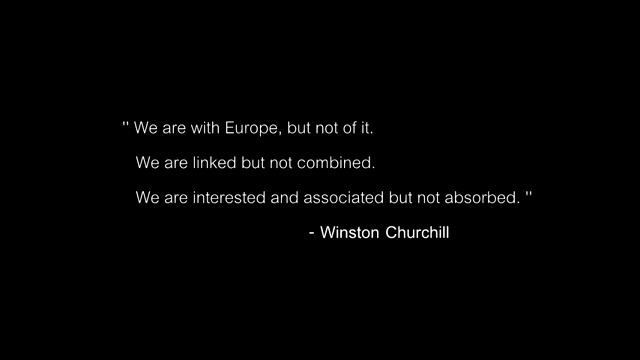 " We are with Europe, but not of it.
We are linked but not combined.
We are interested and associated but not absorbed. "
- Winston Churchill